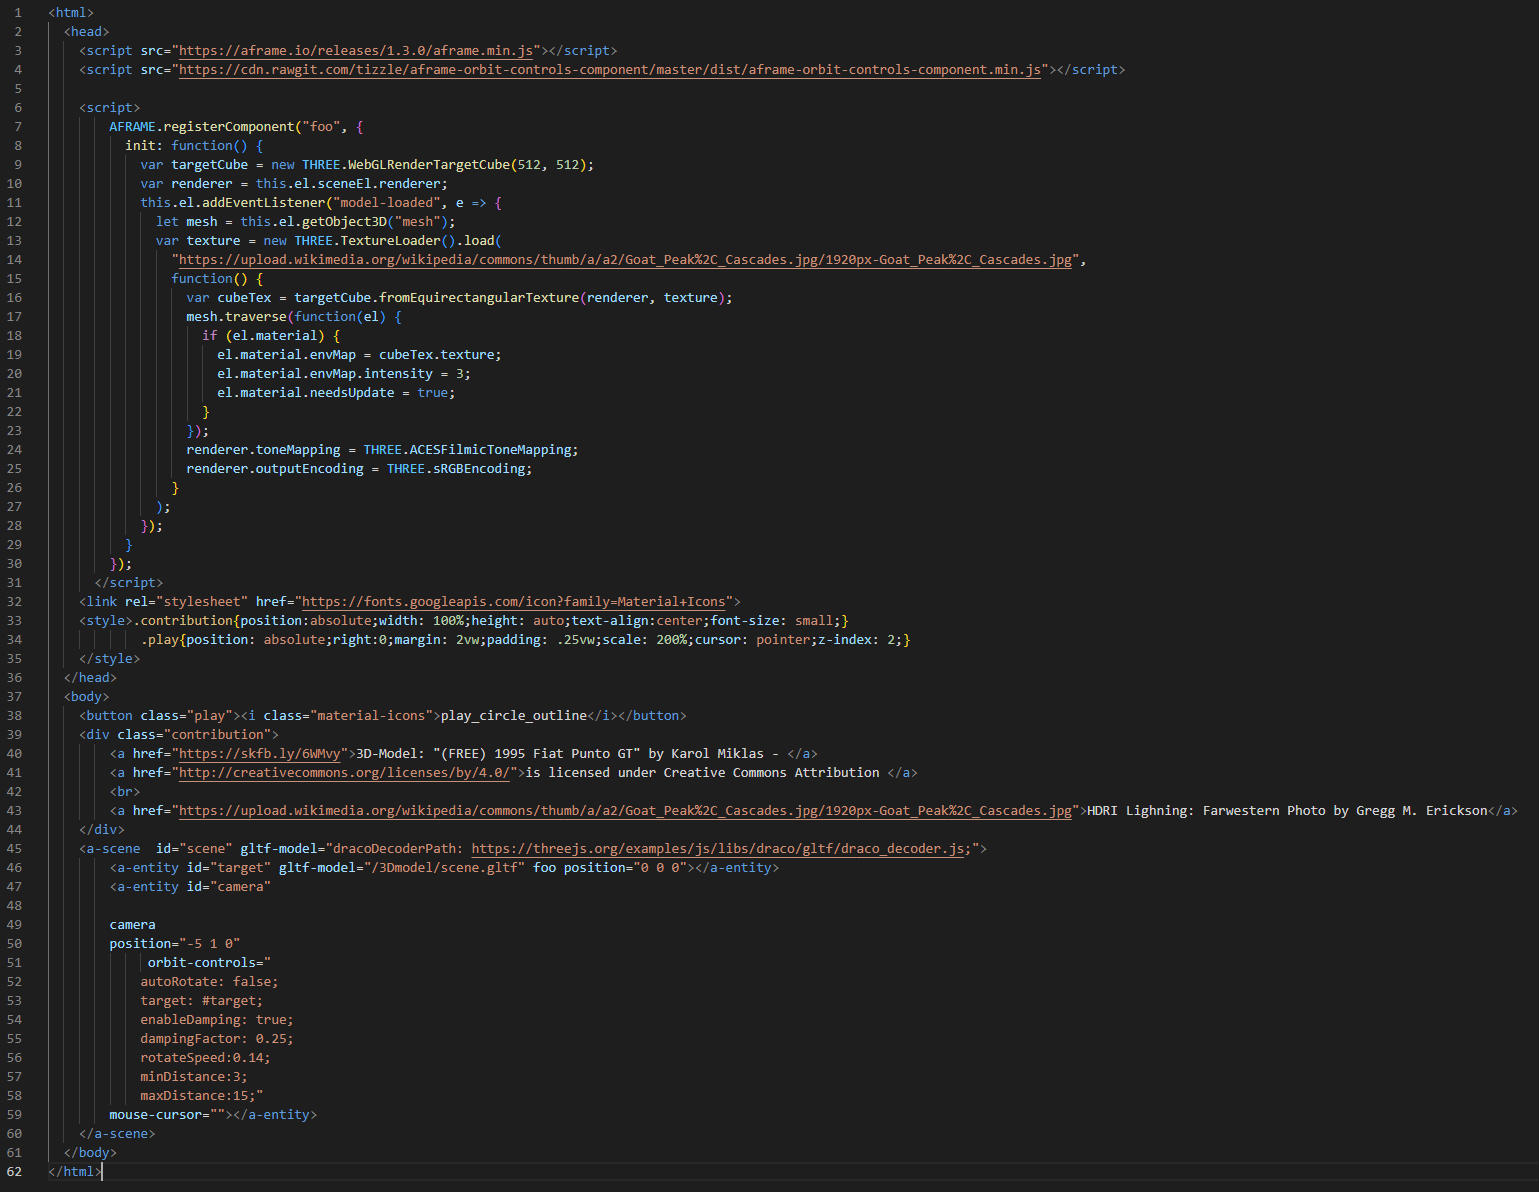 1 <html>
2 <head>
3 <script src="https://aframe.io/releases/1.3.0/aframe.min.js"></script>
4 <script src="https://cdn.rawgit.com/tizzle/aframe-orbit-controls-component/master/dist/aframe-orbit-controls-component.min.js"></script>
5
6 <script>
7 AFRAME.registerComponent("foo", {
8 init: function() {
9 var targetCube = new THREE.WebGLRenderTargetCube(512, 512);
10 var renderer = this.el.sceneEl.renderer;
11 this.el.addEventListener("model-loaded", e => {
12 let mesh = this.el.getObject3D("mesh");
13 var texture = new THREE.TextureLoader().load(
14 "https://upload.wikimedia.org/wikipedia/commons/thumb/a/a2/Goat_Peak%2C_Cascades.jpg/1920px-Goat_Peak%2C_Cascades.jpg",
15 function() {
16 var cubeTex = targetCube.fromEquirectangularTexture(renderer, texture);
17 mesh.traverse(function(el) {
18 if (el.material) {
19 el.material.envMap = cubeTex.texture;
20 el.material.envMap.intensity = 3;
21 el.material.needsUpdate = true;
22 }
23 });
24 renderer.toneMapping = THREE.ACESFilmicToneMapping;
25 renderer.outputEncoding = THREE.sRGBEncoding;
26 }
27 );
28 });
29 }
30 });
31 </script>
32 <link rel="stylesheet" href="https://fonts.googleapis.com/icon?family=Material+Icons">
33 <style>.contribution{position:absolute;width: 100%;height: auto;text-align:center;font-size: small;}
34 .play{position: absolute;right:0;margin: 2vw;padding: .25vw;scale: 200%;cursor: pointer;z-index: 2;}
35 </style>
36 </head>
37 <body>
38 <button class="play"><i class="material-icons">play_circle_outline</i></button>
39 <div class="contribution">
40 <a href="https://skfb.ly/6WMvy">3D-Model: "(FREE) 1995 Fiat Punto GT" by Karol Miklas - </a>
41 <a href="http://creativecommons.org/licenses/by/4.0/">is licensed under Creative Commons Attribution </a>
42 <br>
43 <a href="https://upload.wikimedia.org/wikipedia/commons/thumb/a/a2/Goat_Peak%2C_Cascades.jpg/1920px-Goat_Peak%2C_Cascades.jpg">HDRI Lighning: Farwestern Photo by Gregg M. Erickson</a>
44 </div>
45 <a-scene  id="scene" gltf-model="dracoDecoderPath: https://threejs.org/examples/js/libs/draco/gltf/draco_decoder.js;">
46 <a-entity id="target" gltf-model="/3Dmodel/scene.gltf" foo position="0 0 0"></a-entity>
47 <a-entity id="camera"
48
49 camera
50 position="-5 1 0"
51 orbit-controls="
52 autoRotate: false;
53 target: #target;
54 enableDamping: true;
55 dampingFactor: 0.25;
56 rotateSpeed:0.14;
57 minDistance:3;
58 maxDistance:15;"
59 mouse-cursor=""></a-entity>
60 </a-scene>
61 </body>
62 </html>